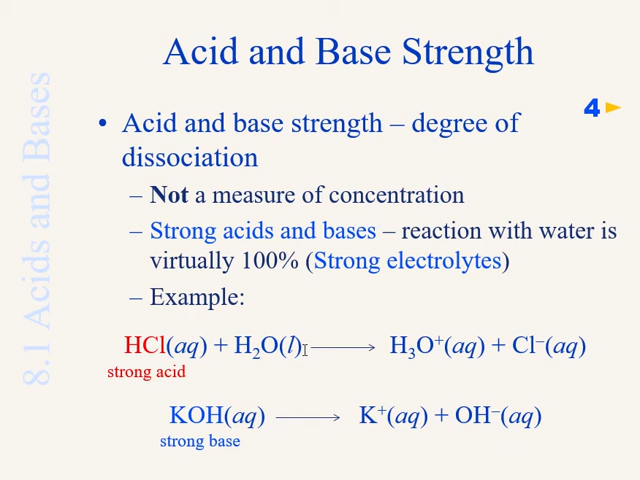 Acid and Base Strength
4
8.1 Acids and Bases
• Acid and base strength – degree of
dissociation
– Not a measure of concentration
– Strong acids and bases – reaction with water is
virtually 100% (Strong electrolytes)
– Example:
HCl(aq) + H₂O(l) ⟶ H₃O⁺(aq) + Cl⁻(aq)
strong acid
KOH(aq) ⟶ K⁺(aq) + OH⁻(aq)
strong base